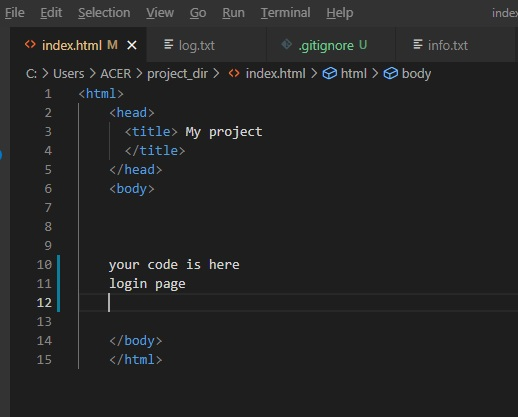 File Edit Selection View Go Run Terminal Help index
<> index.html M × log.txt .gitignore U info.txt
C: > Users > ACER > project_dir > <> index.html > html > body
1 <html>
2 <head>
3 <title> My project
4 </title>
5 </head>
6 <body>
7
8
9
10 your code is here
11 login page
12
13
14 </body>
15 </html>